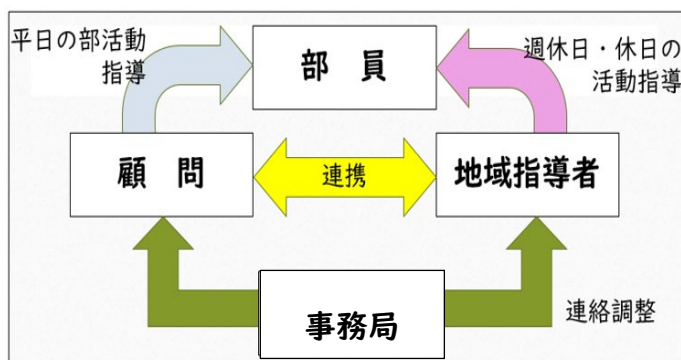 平日の部活動
指導
部　員
週休日・休日の
活動指導
顧　問
連携
地域指導者
事務局
連絡調整